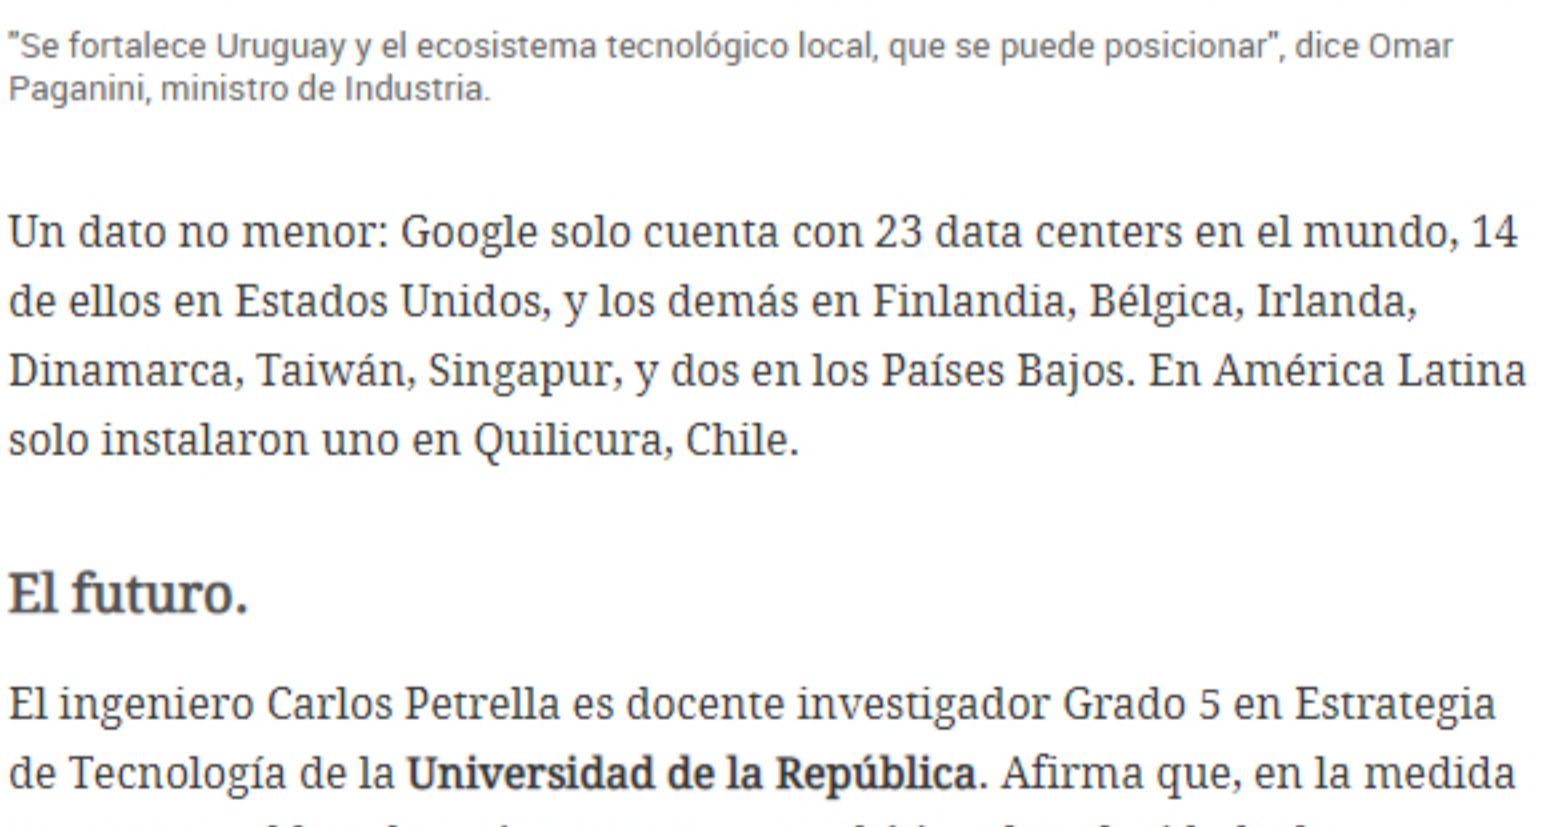 "Se fortalece Uruguay y el ecosistema tecnológico local, que se puede posicionar", dice Omar
Paganini, ministro de Industria.
Un dato no menor: Google solo cuenta con 23 data centers en el mundo, 14
de ellos en Estados Unidos, y los demás en Finlandia, Bélgica, Irlanda,
Dinamarca, Taiwán, Singapur, y dos en los Países Bajos. En América Latina
solo instalaron uno en Quilicura, Chile.
El futuro.
El ingeniero Carlos Petrella es docente investigador Grado 5 en Estrategia
de Tecnología de la Universidad de la República. Afirma que, en la medida